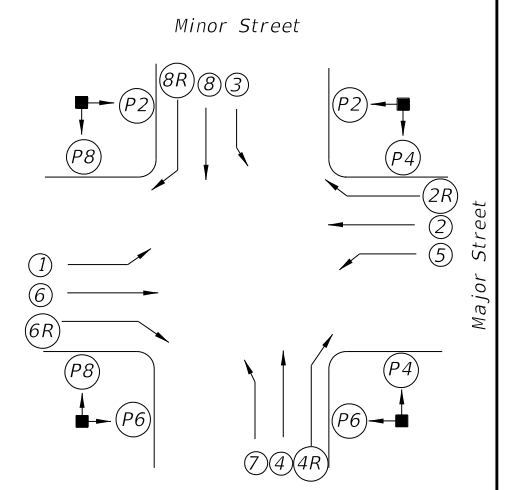 Minor Street
8R 8 3
P2 P2
P8 P4
2R
2
5
Major Street
1
6
6R
P8 P4
P6 P6
7 4 4R